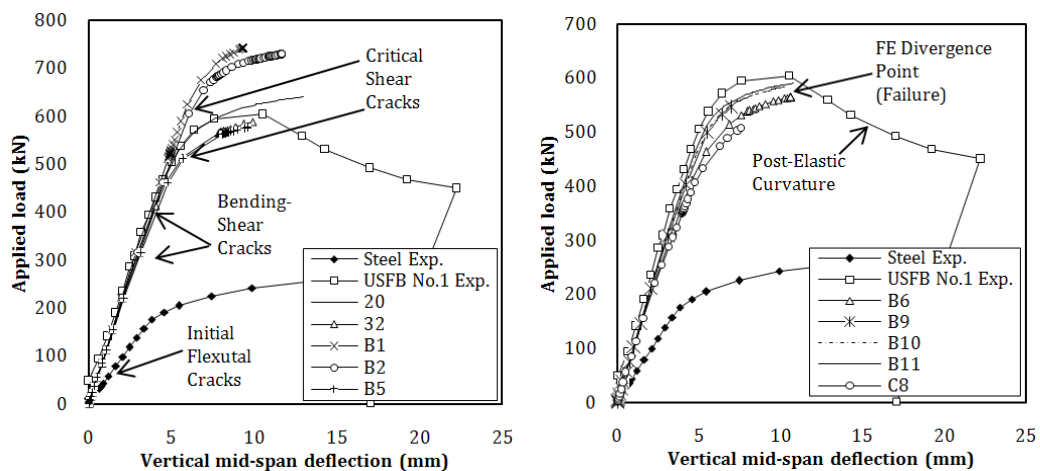 800
700
600
500
400
300
200
100
0
Applied load (kN)
Critical
Shear
Cracks
Bending-
Shear
Cracks
Initial
Flexutal
Cracks
Steel Exp.
USFB No.1 Exp.
20
32
B1
B2
B5
0
5
10
15
20
25
Vertical mid-span deflection (mm)
700
600
500
400
300
200
100
0
Applied load (kN)
FE Divergence
Point
(Failure)
Post-Elastic
Curvature
Steel Exp.
USFB No.1 Exp.
B6
B9
B10
B11
C8
0
5
10
15
20
25
Vertical mid-span deflection (mm)